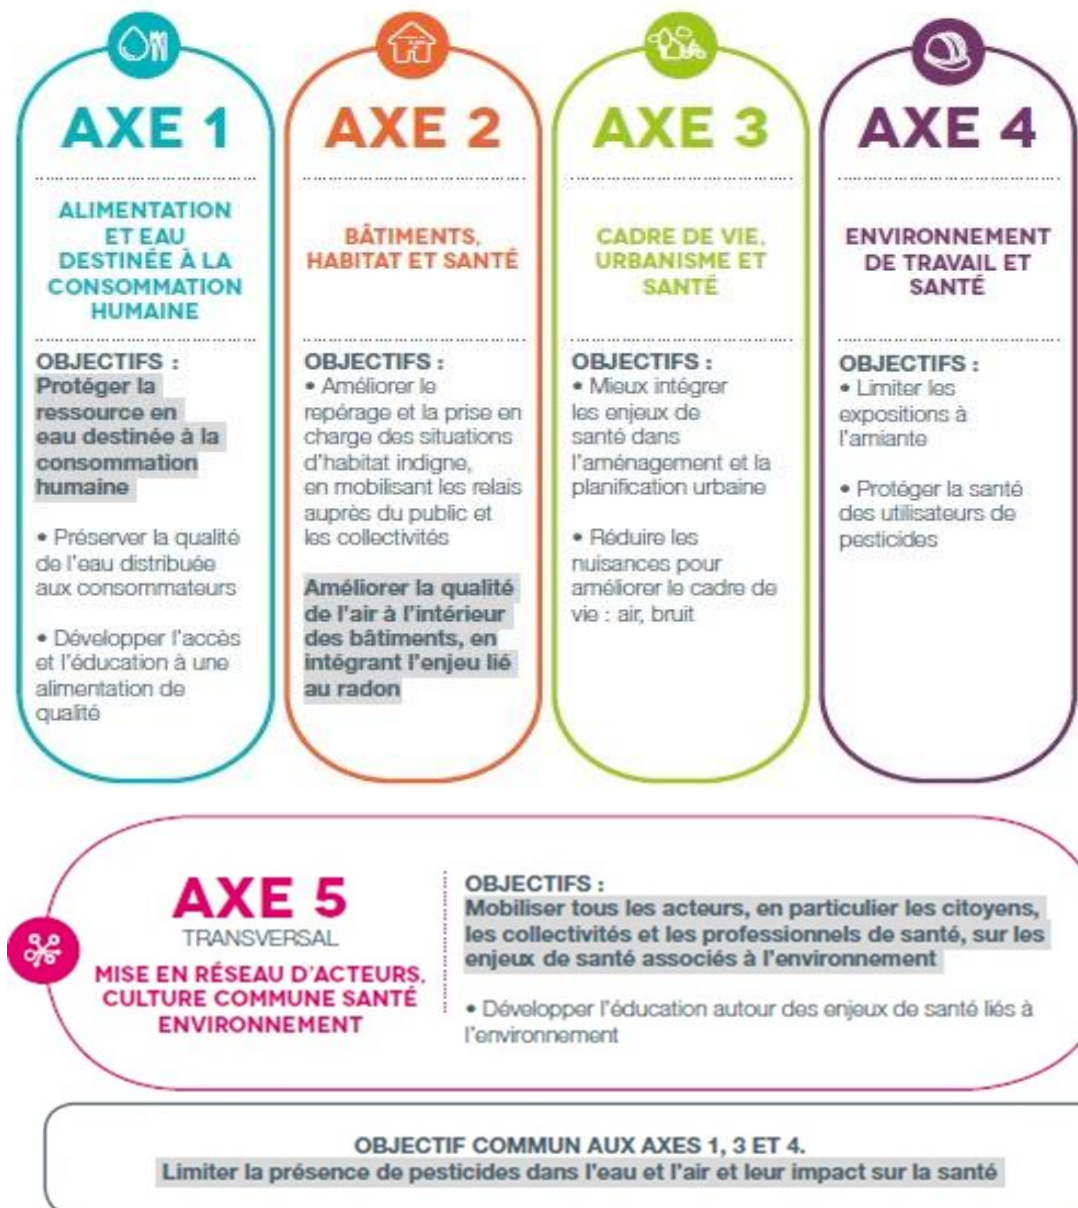 AXE 1
ALIMENTATION
ET EAU
DESTINÉE À LA
CONSOMMATION
HUMAINE
OBJECTIFS :
Protéger la
ressource en
eau destinée à la
consommation
humaine
• Préserver la qualité
de l'eau distribuée
aux consommateurs
• Développer l'accès
et l'éducation à une
alimentation de
qualité
AXE 2
BÂTIMENTS,
HABITAT ET SANTÉ
OBJECTIFS :
• Améliorer le
repérage et la prise en
charge des situations
d'habitat indigne,
en mobilisant les relais
auprès du public et
les collectivités
Améliorer la qualité
de l'air à l'intérieur
des bâtiments, en
intégrant l'enjeu lié
au radon
AXE 3
CADRE DE VIE,
URBANISME ET
SANTÉ
OBJECTIFS :
• Mieux intégrer
les enjeux de
santé dans
l'aménagement et la
planification urbaine
• Réduire les
nuisances pour
améliorer le cadre de
vie : air, bruit
AXE 4
ENVIRONNEMENT
DE TRAVAIL ET
SANTÉ
OBJECTIFS :
• Limiter les
expositions à
l'amiante
• Protéger la santé
des utilisateurs de
pesticides
AXE 5
TRANSVERSAL
MISE EN RÉSEAU D'ACTEURS,
CULTURE COMMUNE SANTÉ
ENVIRONNEMENT
OBJECTIFS :
Mobiliser tous les acteurs, en particulier les citoyens,
les collectivités et les professionnels de santé, sur les
enjeux de santé associés à l'environnement
• Développer l'éducation autour des enjeux de santé liés à
l'environnement
OBJECTIF COMMUN AUX AXES 1, 3 ET 4.
Limiter la présence de pesticides dans l'eau et l'air et leur impact sur la santé